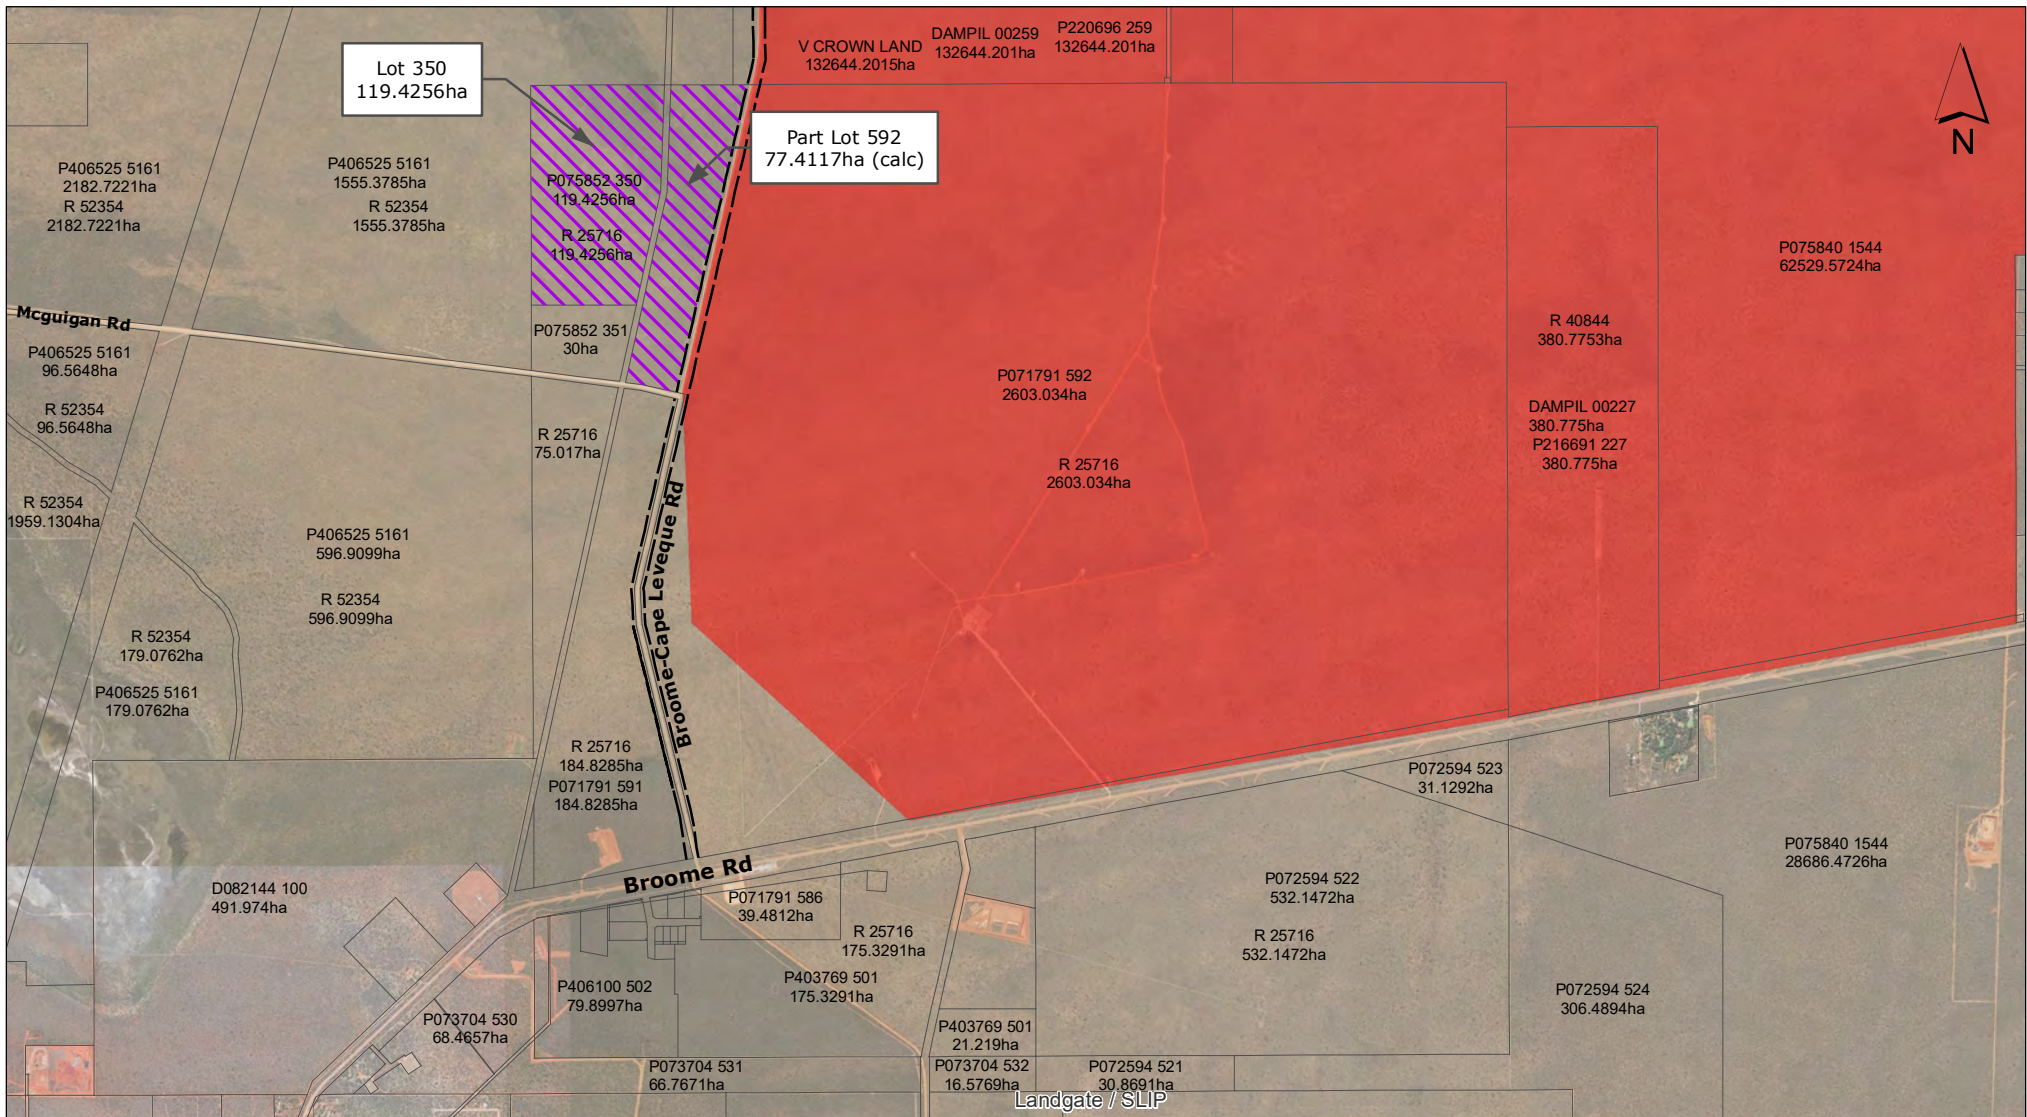 V CROWN LAND
132644.2015ha
DAMPIL 00259
132644.201ha
P220696 259
132644.201ha
Lot 350
119.4256ha
Part Lot 592
77.4117ha (calc)
N
P406525 5161
2182.7221ha
R 52354
2182.7221ha
P406525 5161
1555.3785ha
R 52354
1555.3785ha
P075852 350
119.4256ha
R 25716
119.4256ha
P075840 1544
62529.5724ha
Mcguigan Rd
P075852 351
30ha
R 40844
380.7753ha
P406525 5161
96.5648ha
R 52354
96.5648ha
P071791 592
2603.034ha
DAMPIL 00227
380.775ha
P216691 227
380.775ha
R 25716
75.017ha
R 25716
2603.034ha
R 52354
1959.1304ha
P406525 5161
596.9099ha
R 52354
596.9099ha
Broome-Cape Leveque Rd
R 52354
179.0762ha
P406525 5161
179.0762ha
R 25716
184.8285ha
P071791 591
184.8285ha
P072594 523
31.1292ha
P075840 1544
28686.4726ha
Broome Rd
D082144 100
491.974ha
P071791 586
39.4812ha
P072594 522
532.1472ha
R 25716
175.3291ha
R 25716
532.1472ha
P406100 502
79.8997ha
P403769 501
175.3291ha
P072594 524
306.4894ha
P073704 530
68.4657ha
P403769 501
21.219ha
P073704 531
66.7671ha
P073704 532
16.5769ha
P072594 521
30.8691ha
Landgate / SLIP